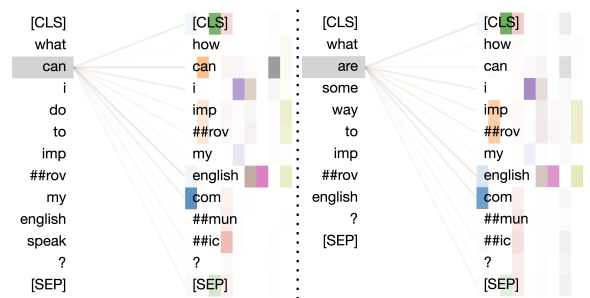 [CLS] [CLS] [CLS] [CLS]
what how what how
can can are can
i i some i
do imp way imp
to ##rov to ##rov
imp my imp my
##rov english ##rov english
my com english com
english ##mun ? ##mun
speak ##ic [SEP] ##ic
? ? ?
[SEP] [SEP] [SEP]